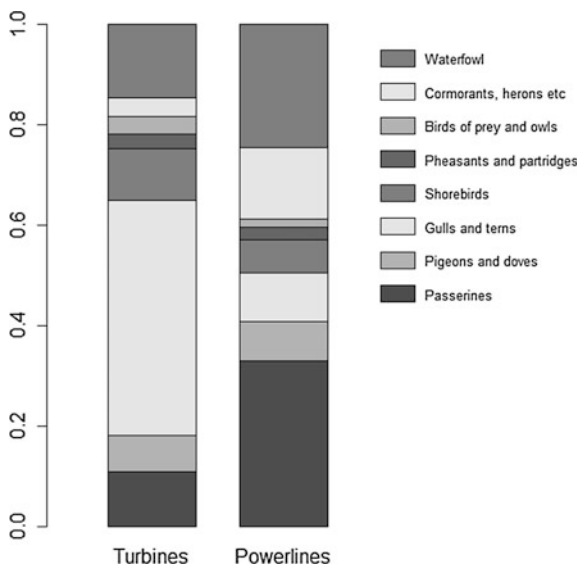 1.0
0.8
0.6
0.4
0.2
0.0
Turbines Powerlines
Waterfowl
Cormorants, herons etc
Birds of prey and owls
Pheasants and partridges
Shorebirds
Gulls and terns
Pigeons and doves
Passerines